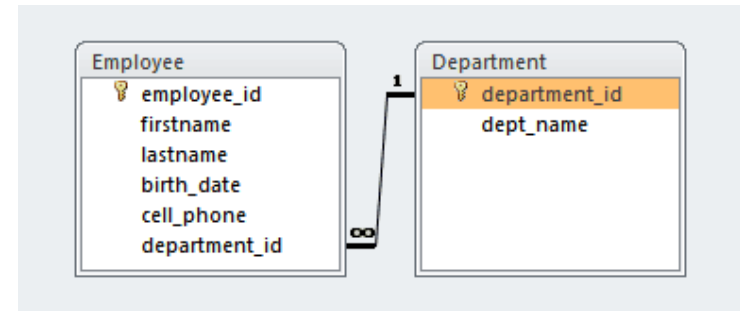 Employee
employee_id
firstname
lastname
birth_date
cell_phone
department_id
1
∞
Department
department_id
dept_name